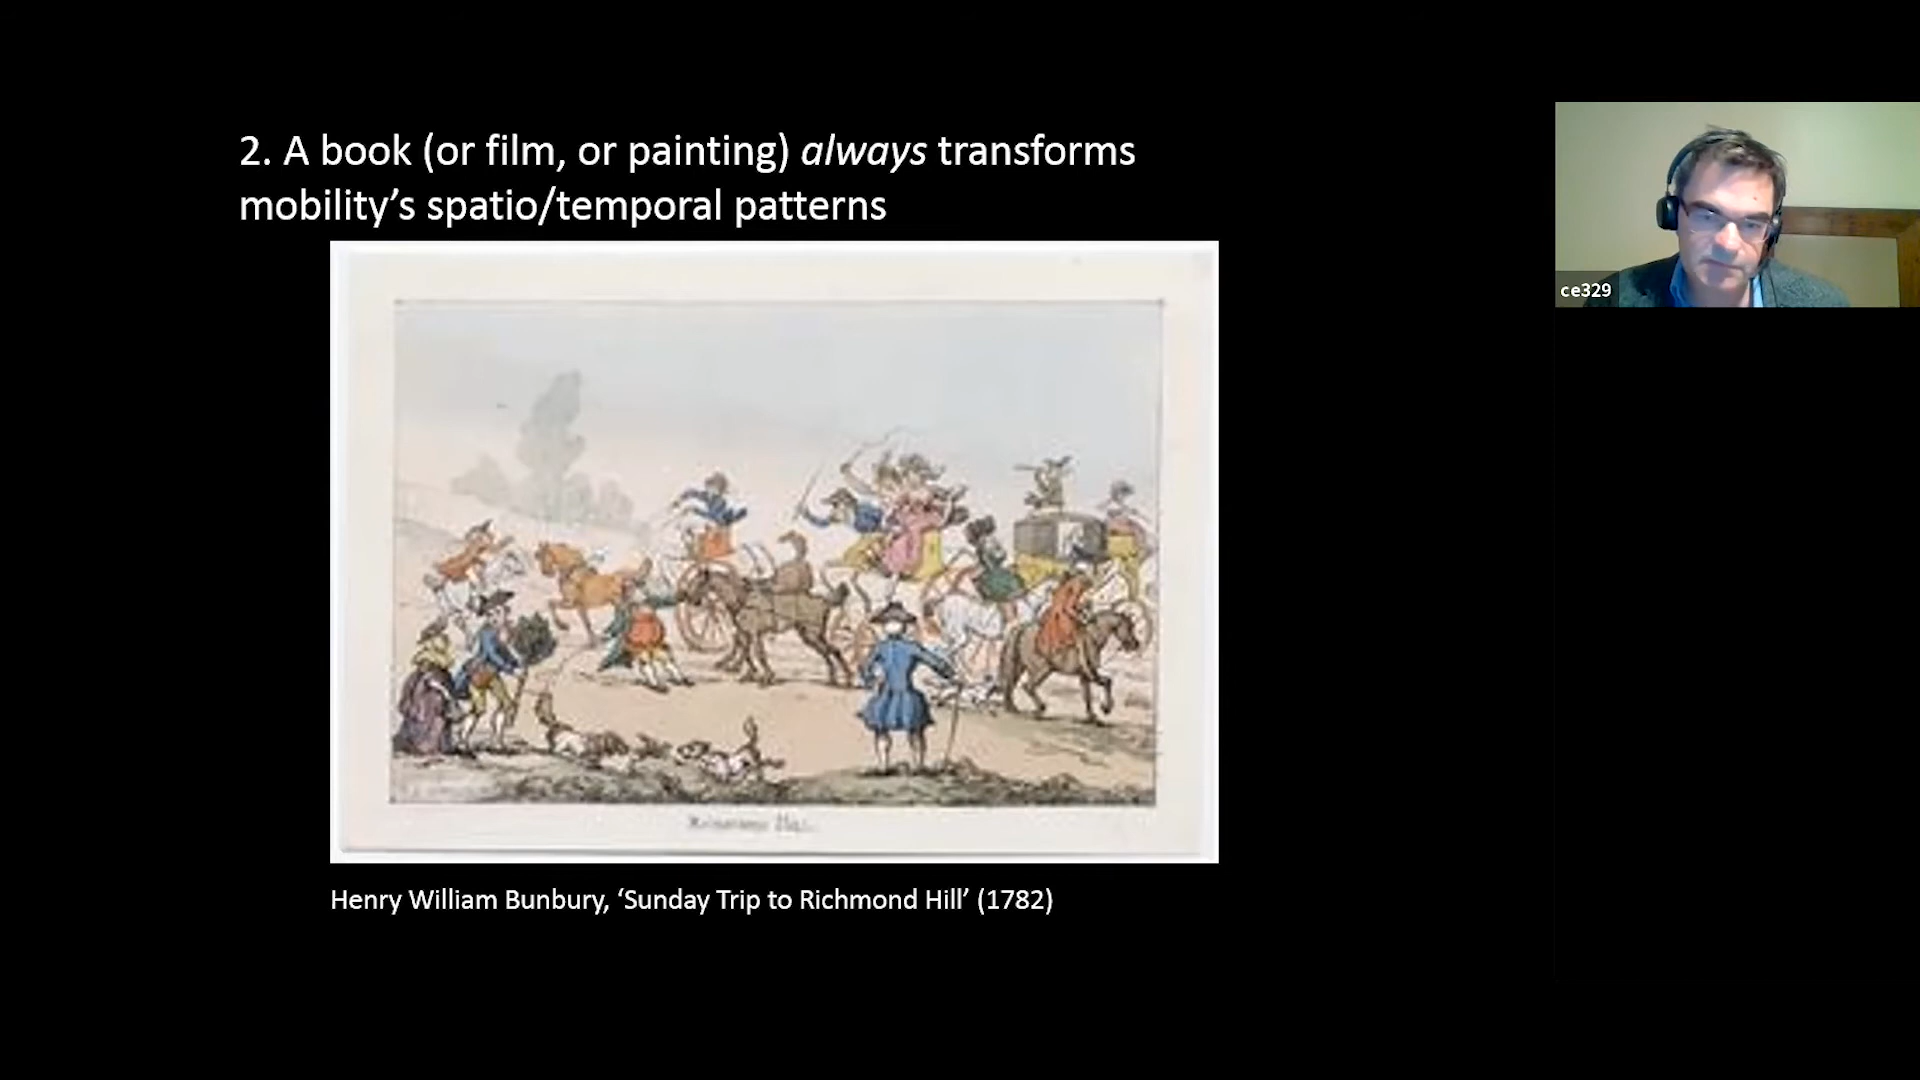 2. A book (or film, or painting) always transforms
mobility’s spatio/temporal patterns
ce329
Henry William Bunbury, ‘Sunday Trip to Richmond Hill’ (1782)